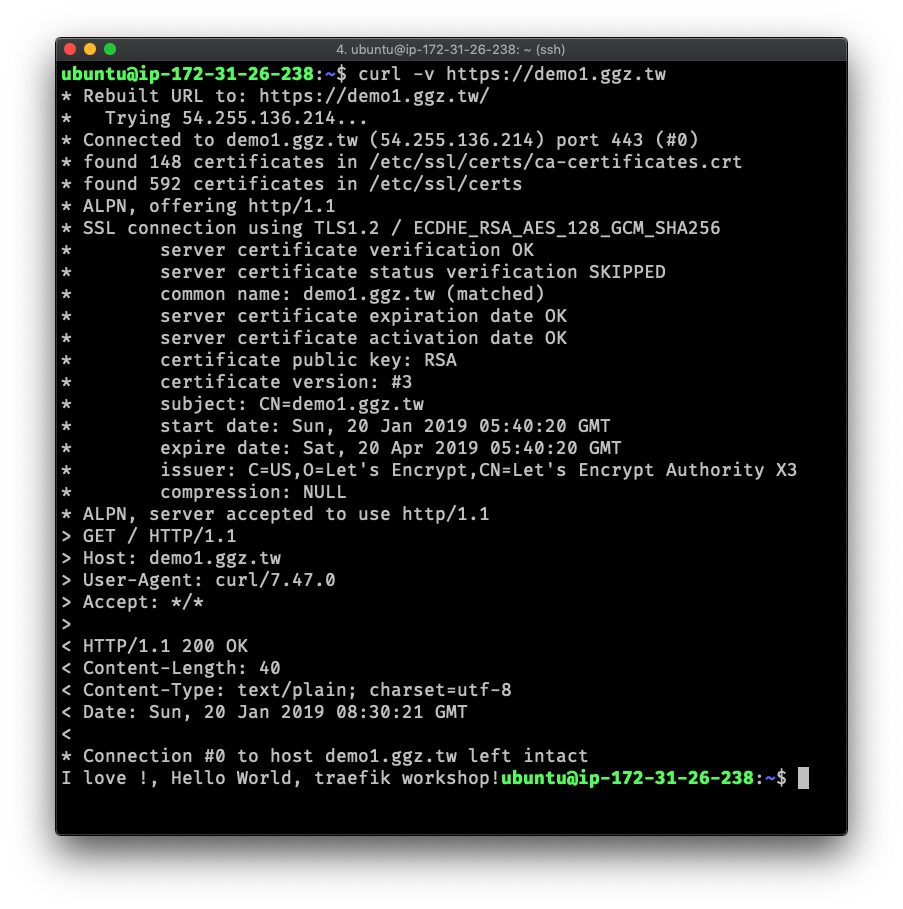 4. ubuntu@ip-172-31-26-238: ~ (ssh)
ubuntu@ip-172-31-26-238:~$ curl -v https://demo1.ggz.tw
* Rebuilt URL to: https://demo1.ggz.tw/
*   Trying 54.255.136.214...
* Connected to demo1.ggz.tw (54.255.136.214) port 443 (#0)
* found 148 certificates in /etc/ssl/certs/ca-certificates.crt
* found 592 certificates in /etc/ssl/certs
* ALPN, offering http/1.1
* SSL connection using TLS1.2 / ECDHE_RSA_AES_128_GCM_SHA256
*        server certificate verification OK
*        server certificate status verification SKIPPED
*        common name: demo1.ggz.tw (matched)
*        server certificate expiration date OK
*        server certificate activation date OK
*        certificate public key: RSA
*        certificate version: #3
*        subject: CN=demo1.ggz.tw
*        start date: Sun, 20 Jan 2019 05:40:20 GMT
*        expire date: Sat, 20 Apr 2019 05:40:20 GMT
*        issuer: C=US,O=Let's Encrypt,CN=Let's Encrypt Authority X3
*        compression: NULL
* ALPN, server accepted to use http/1.1
> GET / HTTP/1.1
> Host: demo1.ggz.tw
> User-Agent: curl/7.47.0
> Accept: */*
>
< HTTP/1.1 200 OK
< Content-Length: 40
< Content-Type: text/plain; charset=utf-8
< Date: Sun, 20 Jan 2019 08:30:21 GMT
<
* Connection #0 to host demo1.ggz.tw left intact
I love !, Hello World, traefik workshop!ubuntu@ip-172-31-26-238:~$